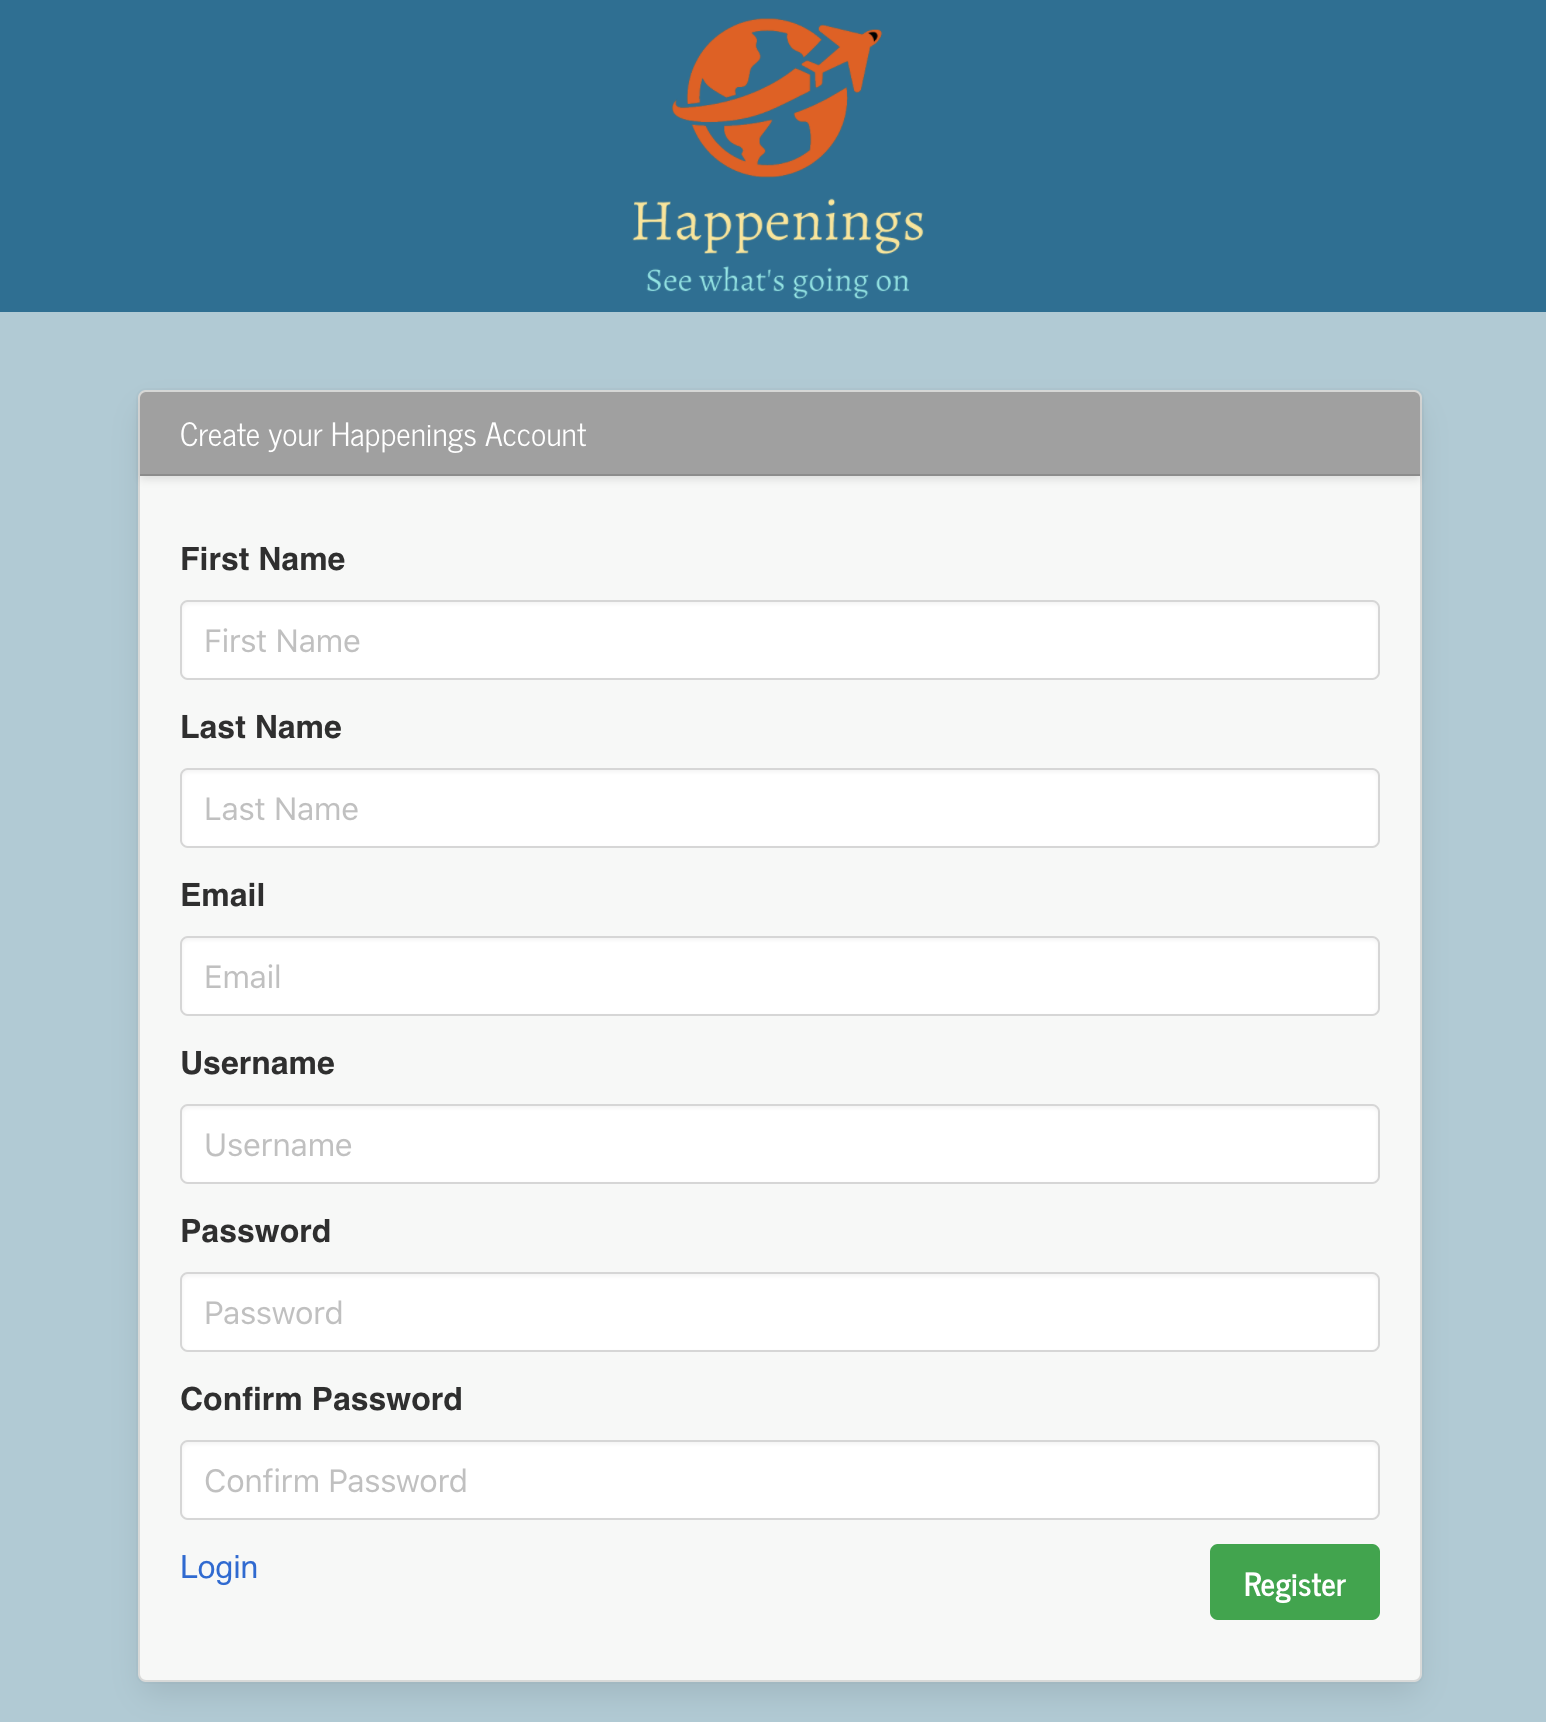 Happenings
See what's going on
Create your Happenings Account
First Name
First Name
Last Name
Last Name
Email
Email
Username
Username
Password
Password
Confirm Password
Confirm Password
Login
Register